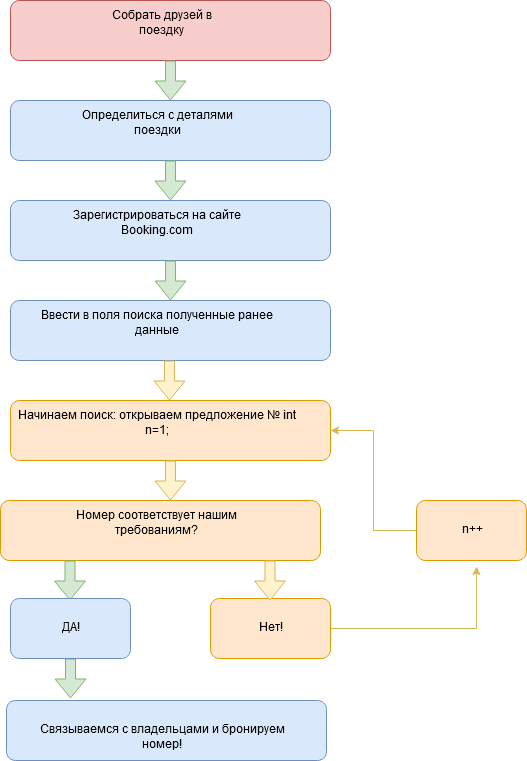 Собрать друзей в
поездку
Определиться с деталями
поездки
Зарегистрироваться на сайте
Booking.com
Ввести в поля поиска полученные ранее
данные
Начинаем поиск: открываем предложение № int
n=1;
Номер соответствует нашим
требованиям?
n++
ДА!
Нет!
Связываемся с владельцами и бронируем
номер!